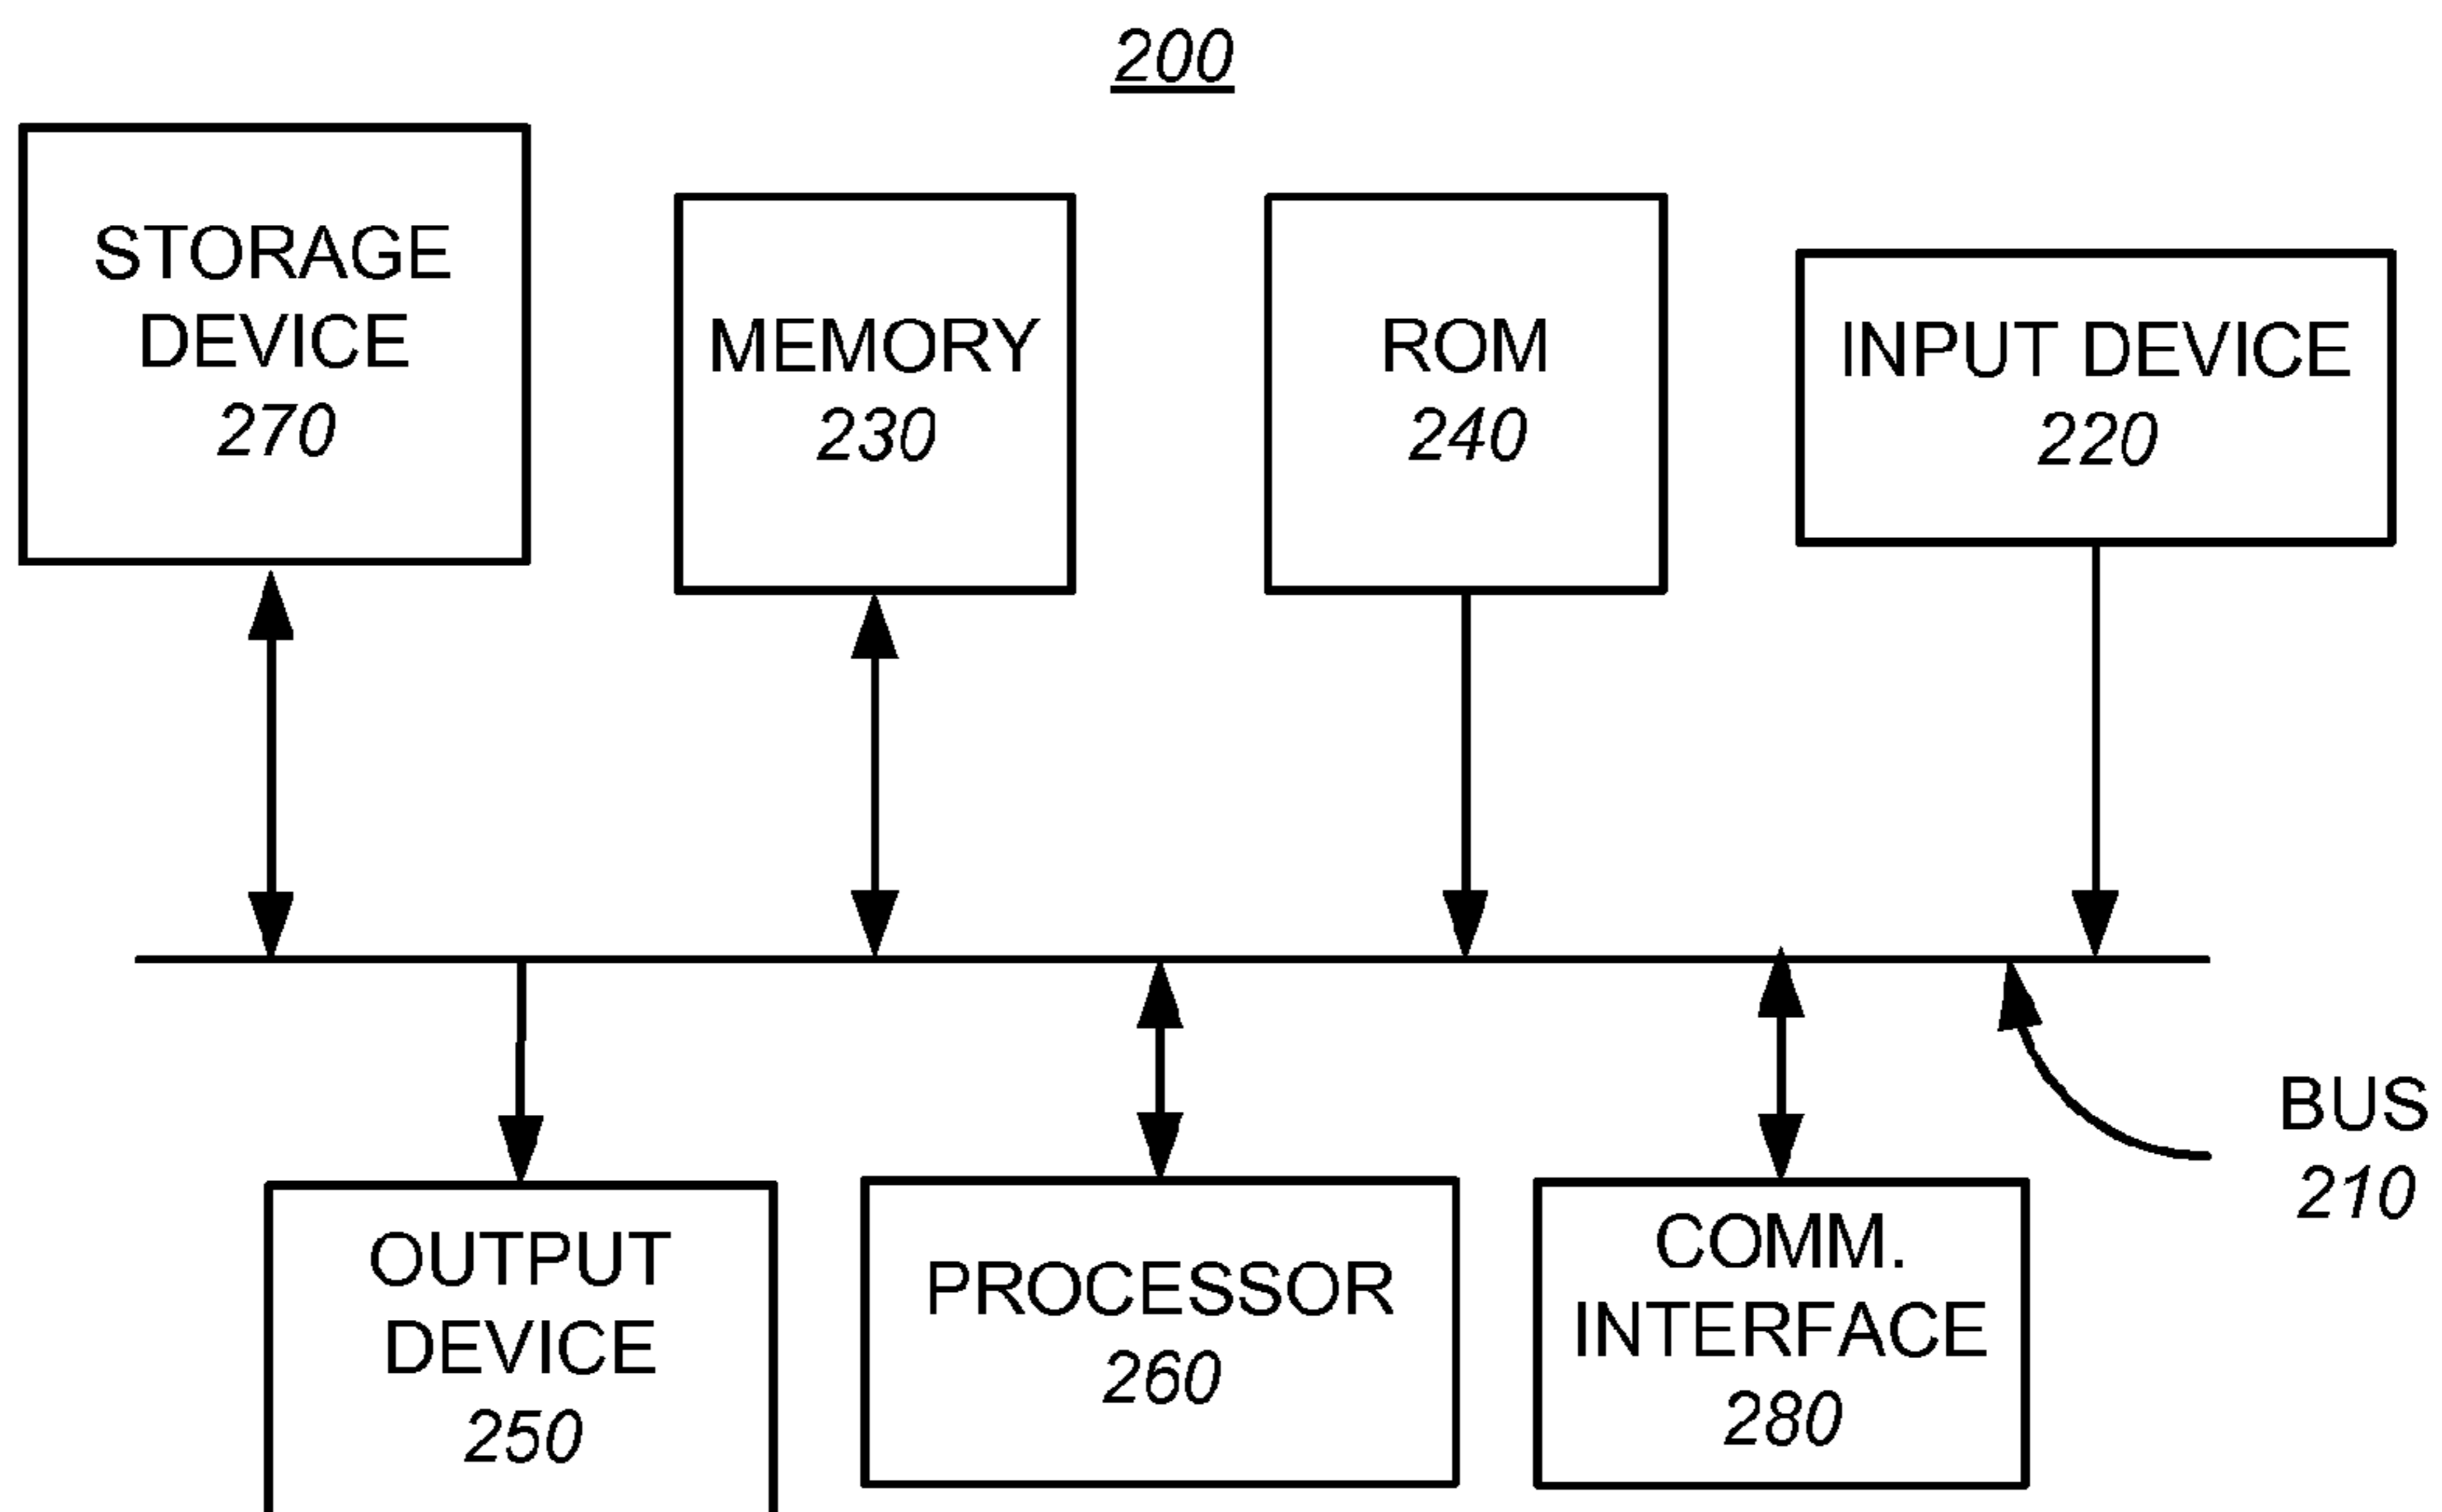 200
STORAGE
DEVICE
270
MEMORY
230
ROM
240
INPUT DEVICE
220
BUS
210
OUTPUT
DEVICE
250
PROCESSOR
260
COMM.
INTERFACE
280